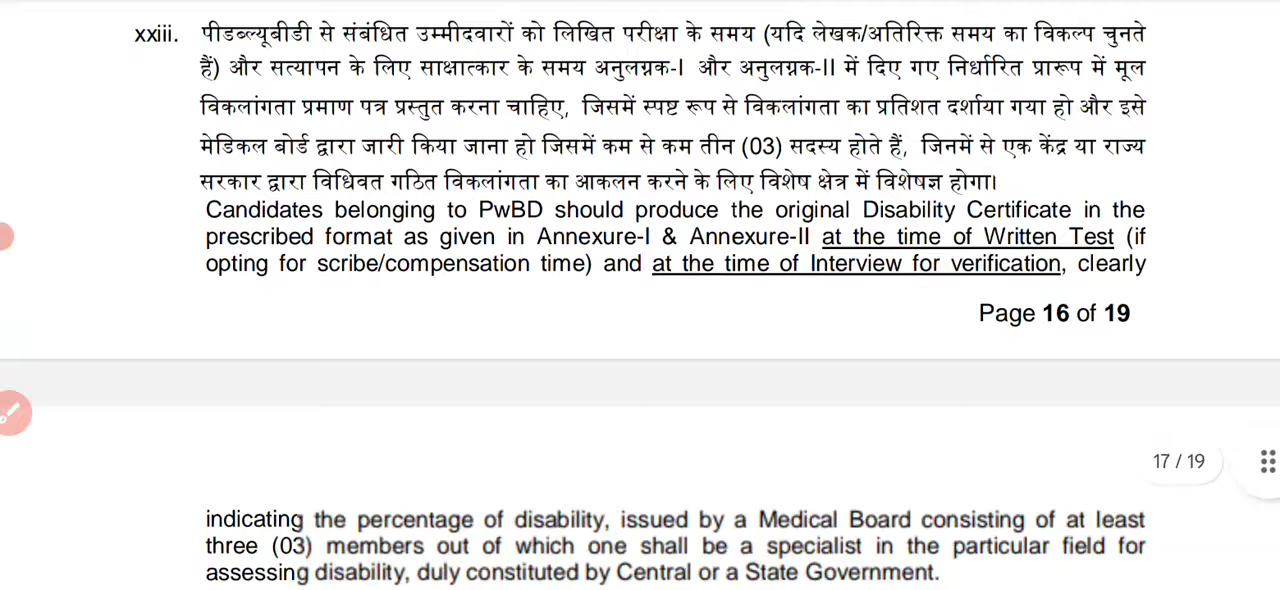 xxiii. पीडब्ल्यूबीडी से संबंधित उम्मीदवारों को लिखित परीक्षा के समय (यदि लेखक/अतिरिक्त समय का विकल्प चुनते
हैं) और सत्यापन के लिए साक्षात्कार के समय अनुलग्नक-I और अनुलग्नक-II में दिए गए निर्धारित प्रारूप में मूल
विकलांगता प्रमाण पत्र प्रस्तुत करना चाहिए, जिसमें स्पष्ट रूप से विकलांगता का प्रतिशत दर्शाया गया हो और इसे
मेडिकल बोर्ड द्वारा जारी किया जाना हो जिसमें कम से कम तीन (03) सदस्य होते हैं, जिनमें से एक केंद्र या राज्य
सरकार द्वारा विधिवत गठित विकलांगता का आकलन करने के लिए विशेष क्षेत्र में विशेषज्ञ होगा।
Candidates belonging to PwBD should produce the original Disability Certificate in the
prescribed format as given in Annexure-I & Annexure-II at the time of Written Test (if
opting for scribe/compensation time) and at the time of Interview for verification, clearly
Page 16 of 19
17 / 19
indicating the percentage of disability, issued by a Medical Board consisting of at least
three (03) members out of which one shall be a specialist in the particular field for
assessing disability, duly constituted by Central or a State Government.